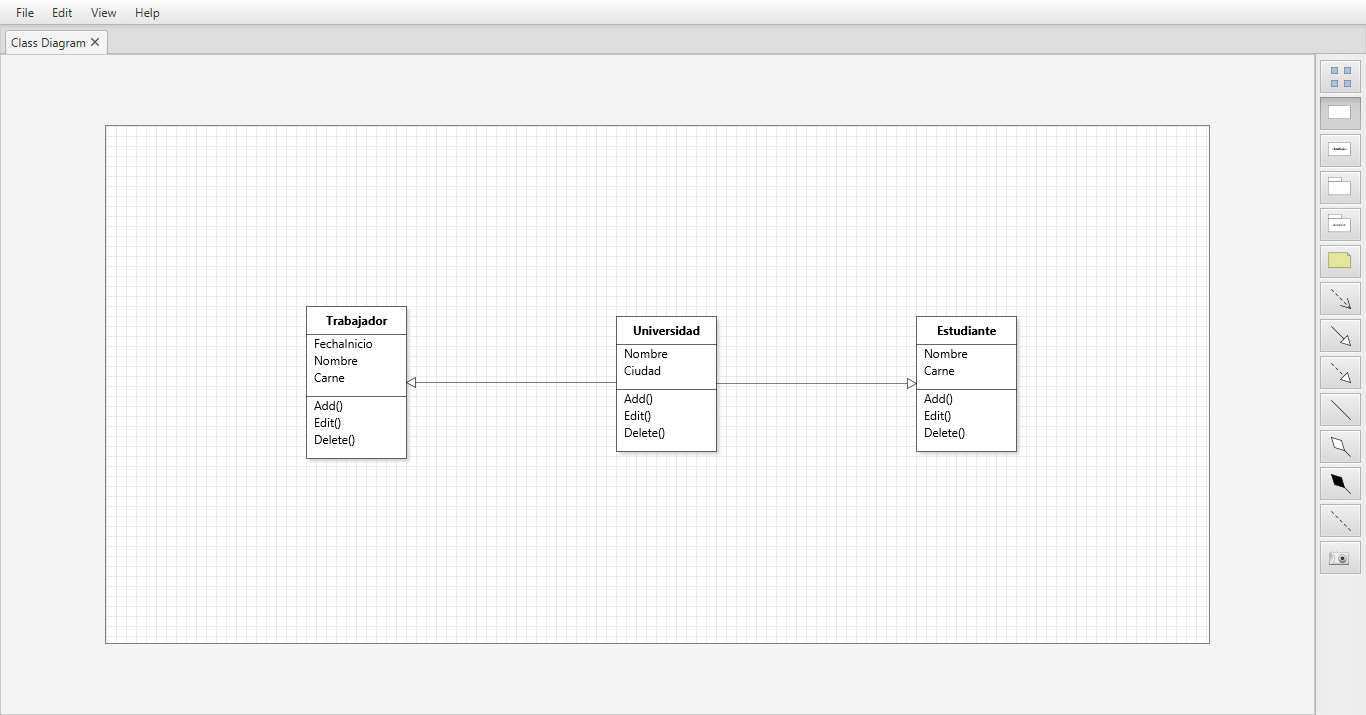 File Edit View Help
Class Diagram
Trabajador
FechaInicio
Nombre
Carne
Add()
Edit()
Delete()
Universidad
Nombre
Ciudad
Add()
Edit()
Delete()
Estudiante
Nombre
Carne
Add()
Edit()
Delete()